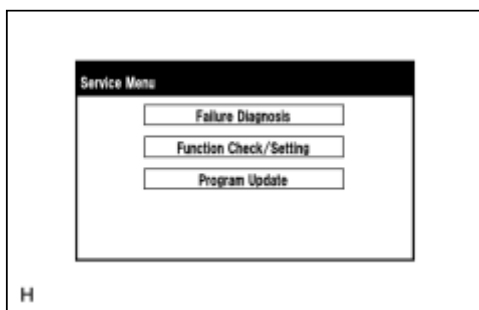 Service Menu
Failure Diagnosis
Function Check/Setting
Program Update
H